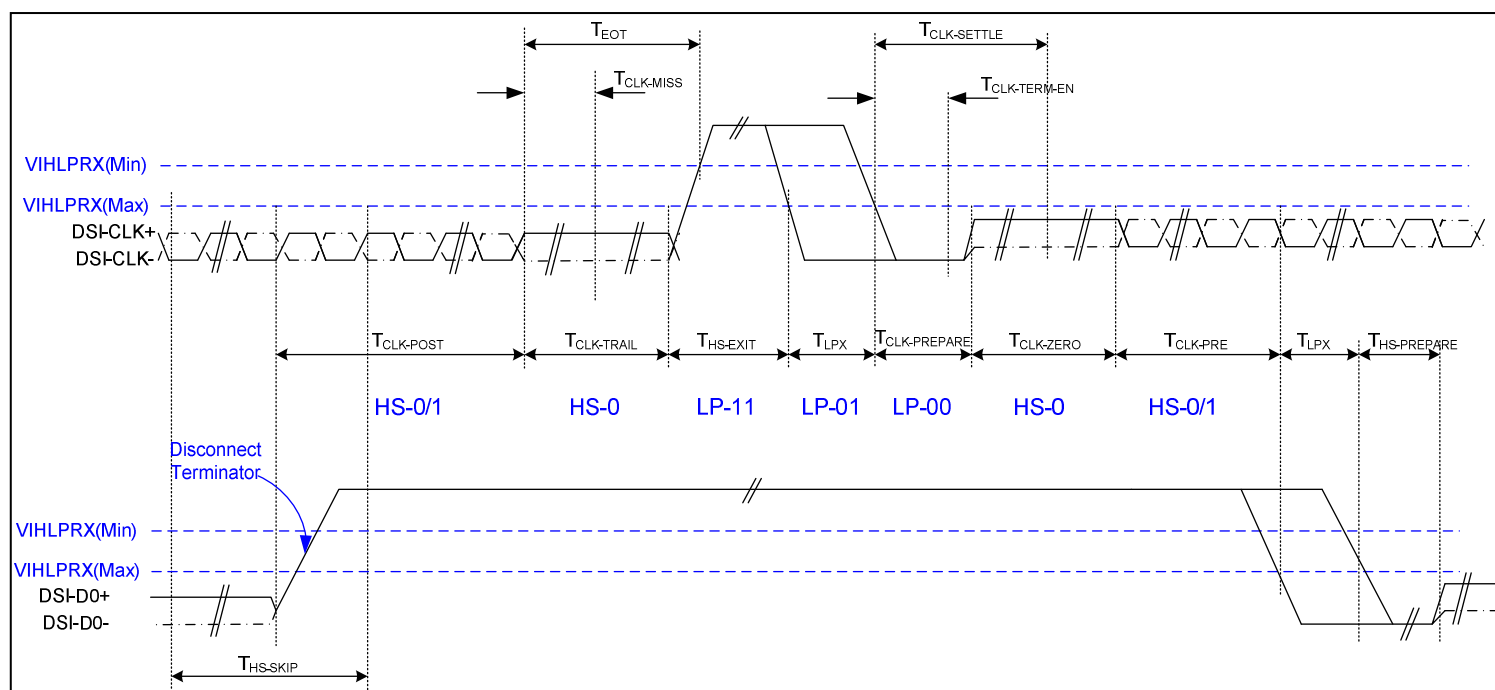 TEOT
TCLK-SETTLE
TCLK-MISS
TCLK-TERM-EN
VIHLPRX(Min)
VIHLPRX(Max)
DSI-CLK+
DSI-CLK-
TCLK-POST
TCLK-TRAIL
THS-EXIT
TLPX
TCLK-PREPARE
TCLK-ZERO
TCLK-PRE
TLPX
THS-PREPARE
HS-0/1
HS-0
LP-11
LP-01
LP-00
HS-0
HS-0/1
Disconnect
Terminator
VIHLPRX(Min)
VIHLPRX(Max)
DSI-D0+
DSI-D0-
THS-SKIP